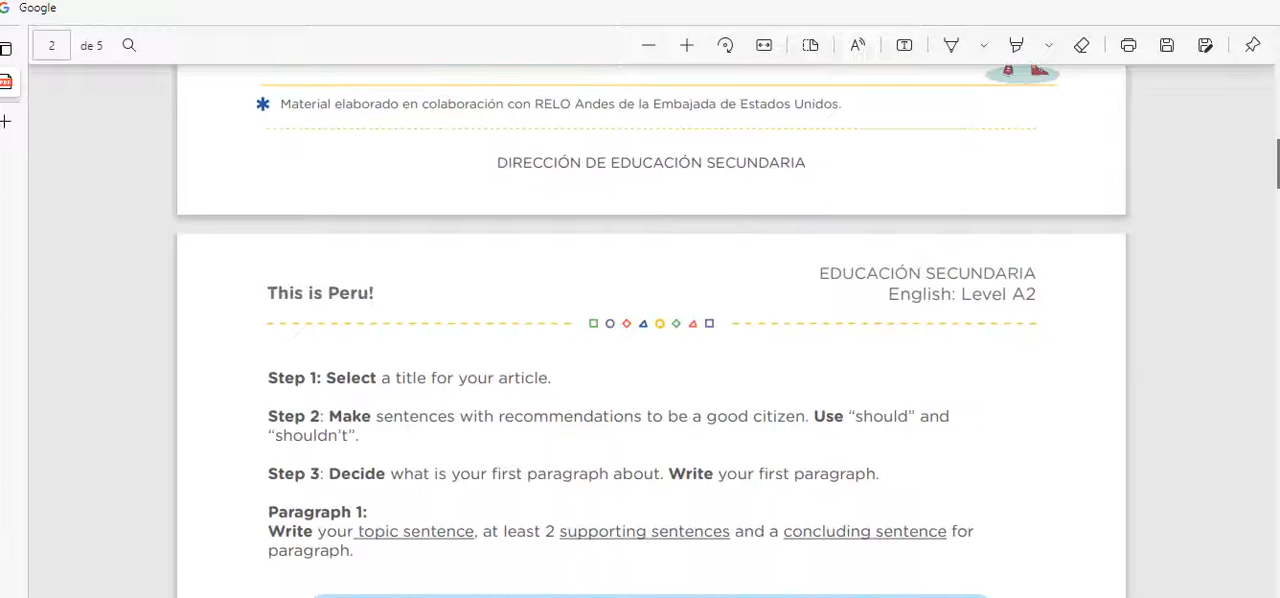 Google
2 de 5
Material elaborado en colaboración con RELO Andes de la Embajada de Estados Unidos.
DIRECCIÓN DE EDUCACIÓN SECUNDARIA
EDUCACIÓN SECUNDARIA
This is Peru!
English: Level A2
Step 1: Select a title for your article.
Step 2: Make sentences with recommendations to be a good citizen. Use “should” and
“shouldn’t”.
Step 3: Decide what is your first paragraph about. Write your first paragraph.
Paragraph 1:
Write your topic sentence, at least 2 supporting sentences and a concluding sentence for
paragraph.